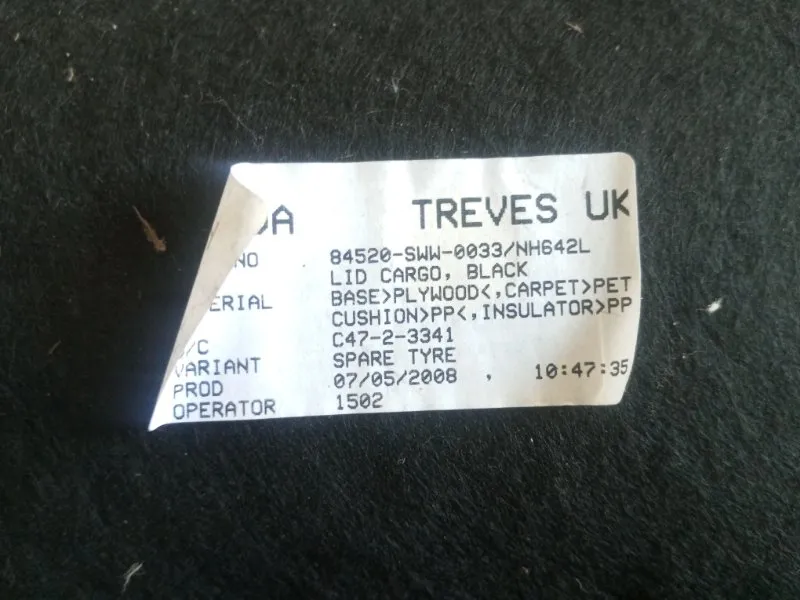 TREVES UK
NO 84520-SWW-0033/NH642L
LID CARGO, BLACK
ERIAL BASE>PLYWOOD<,CARPET>PET
CUSHION>PP<,INSULATOR>PP
/C C47-2-3341
VARIANT SPARE TYRE
PROD 07/05/2008 , 10:47:35
OPERATOR 1502